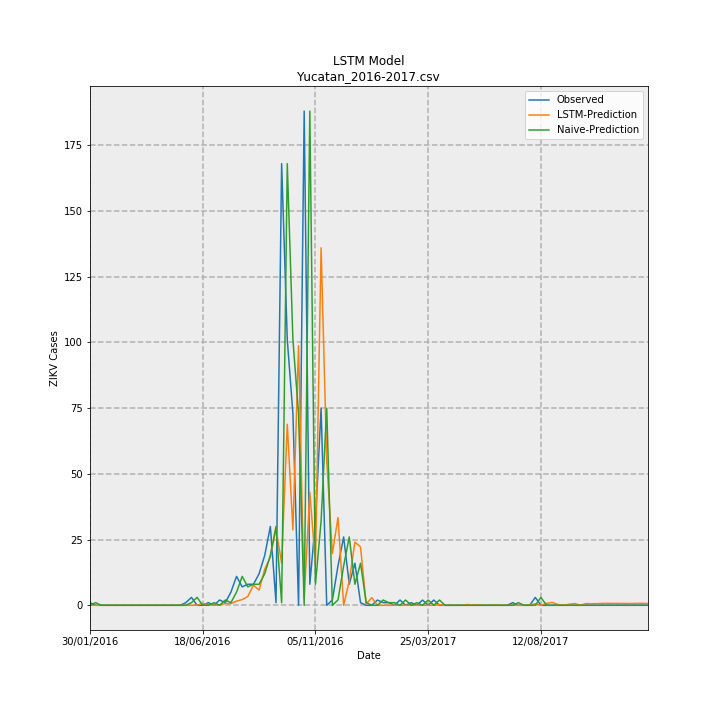 LSTM Model
Yucatan_2016-2017.csv
Observed
LSTM-Prediction
Naive-Prediction
175
150
125
100
75
50
25
0
ZIKV Cases
30/01/2016
18/06/2016
05/11/2016
25/03/2017
12/08/2017
Date